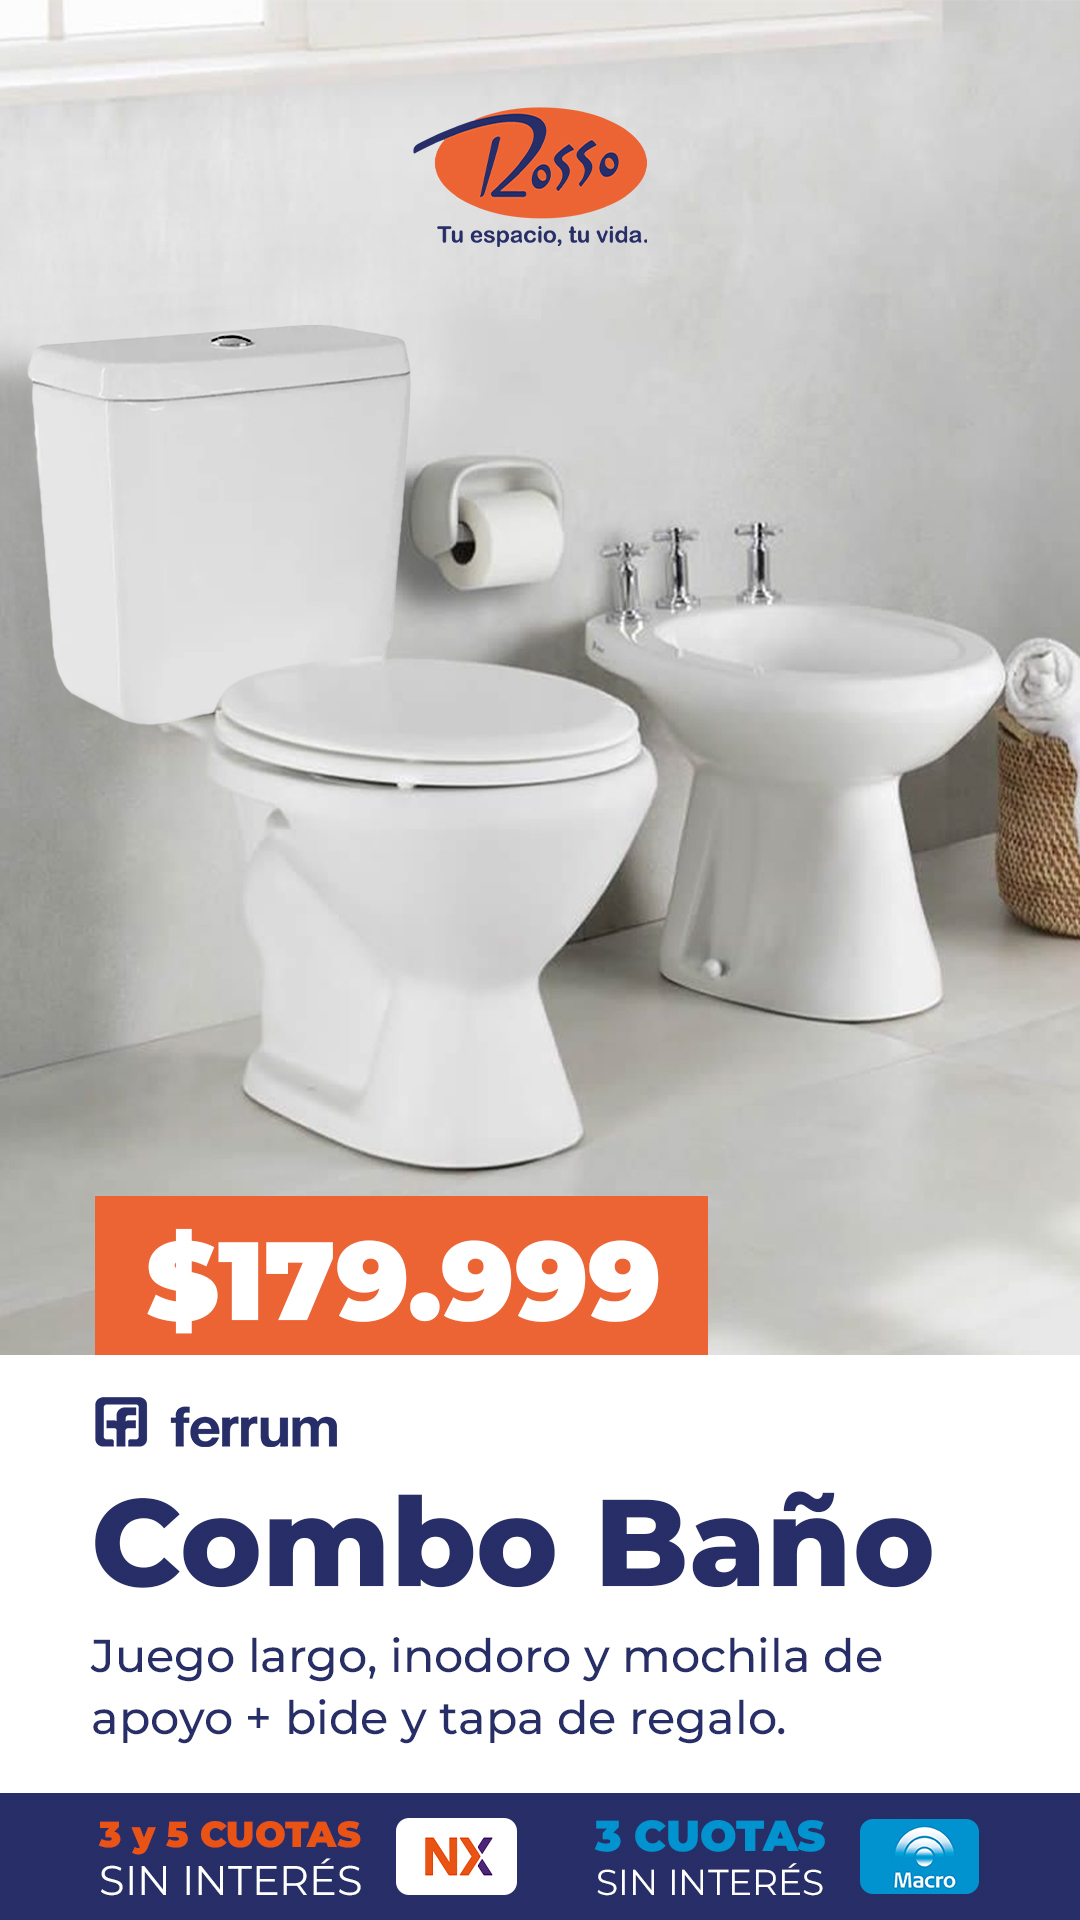 Rosso
Tu espacio, tu vida.
$179.999
ferrum
Combo Baño
Juego largo, inodoro y mochila de
apoyo + bide y tapa de regalo.
3 y 5 CUOTAS
SIN INTERÉS
NX
3 CUOTAS
SIN INTERÉS
Macro